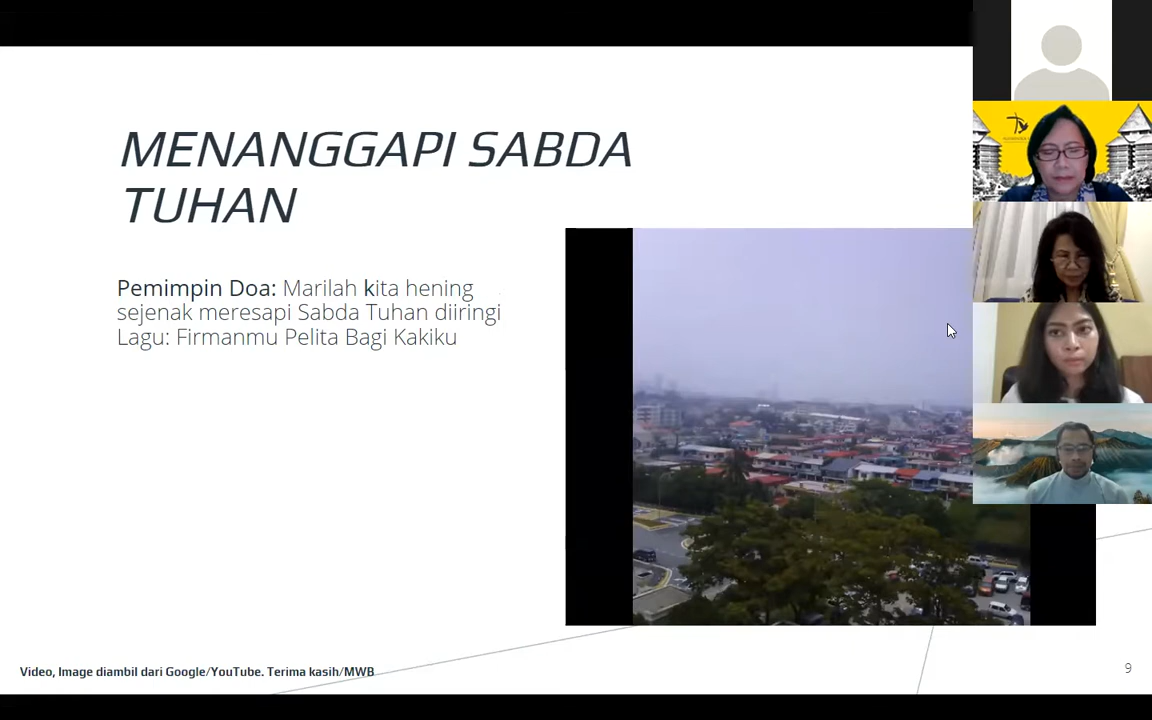 MENANGGAPI SABDA
TUHAN
Pemimpin Doa: Marilah kita hening
sejenak meresapi Sabda Tuhan diiringi
Lagu: Firmanmu Pelita Bagi Kakiku
Video, Image diambil dari Google/YouTube. Terima kasih/MWB
9